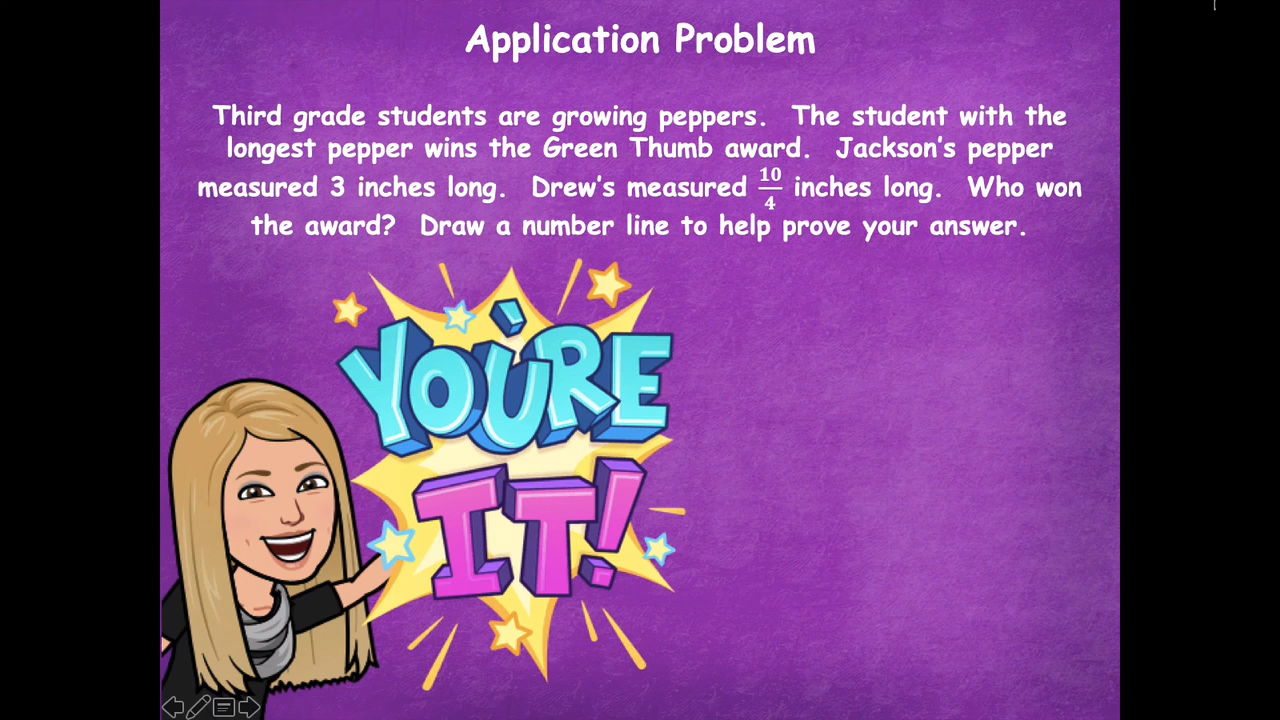 Application Problem
Third grade students are growing peppers. The student with the
longest pepper wins the Green Thumb award. Jackson's pepper
measured 3 inches long. Drew's measured 10/4 inches long. Who won
the award? Draw a number line to help prove your answer.
YOU'RE
IT!